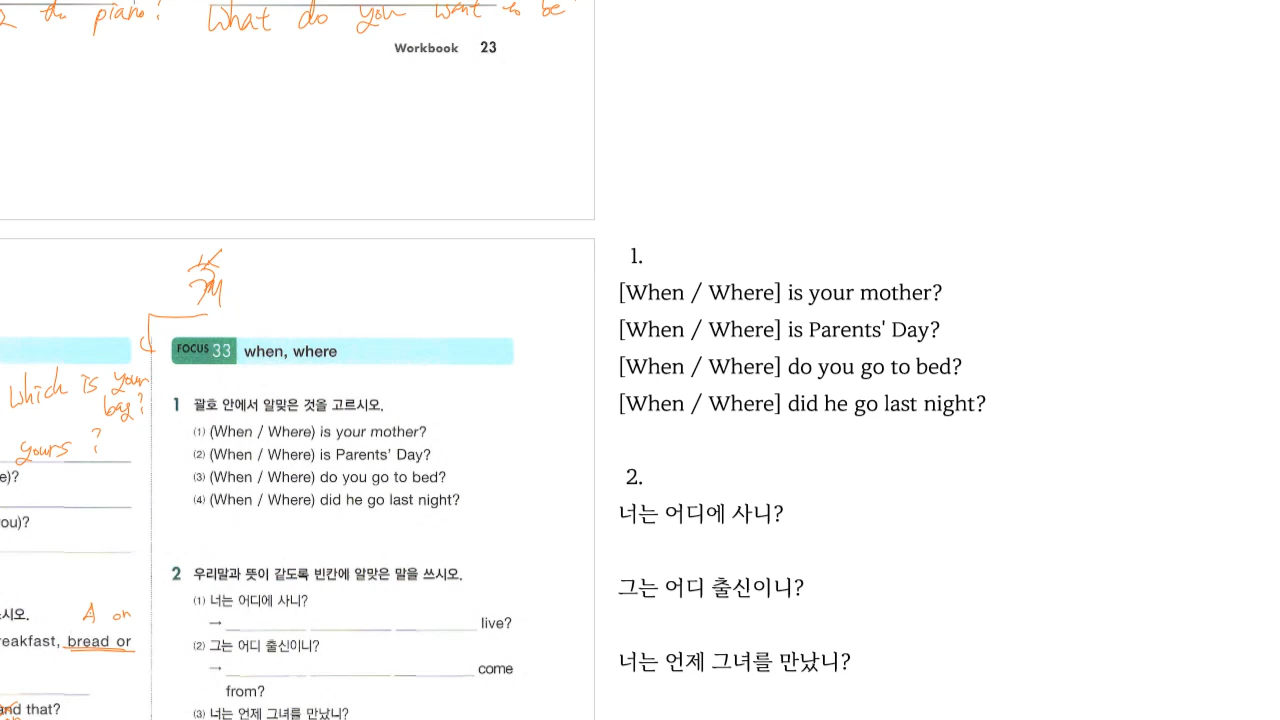 the piano? What do you want to be
Workbook 23
FOCUS 33 when, where
which is your
bag?
yours ?
e)?
ou)?
시오.
A or
eakfast, bread or
and that?
1 괄호 안에서 알맞은 것을 고르시오.
(1) (When / Where) is your mother?
(2) (When / Where) is Parents' Day?
(3) (When / Where) do you go to bed?
(4) (When / Where) did he go last night?
2 우리말과 뜻이 같도록 빈칸에 알맞은 말을 쓰시오.
(1) 너는 어디에 사니?
→ live?
(2) 그는 어디 출신이니?
→ come
from?
(3) 너는 언제 그녀를 만났니?
1.
[When / Where] is your mother?
[When / Where] is Parents' Day?
[When / Where] do you go to bed?
[When / Where] did he go last night?
2.
너는 어디에 사니?
그는 어디 출신이니?
너는 언제 그녀를 만났니?